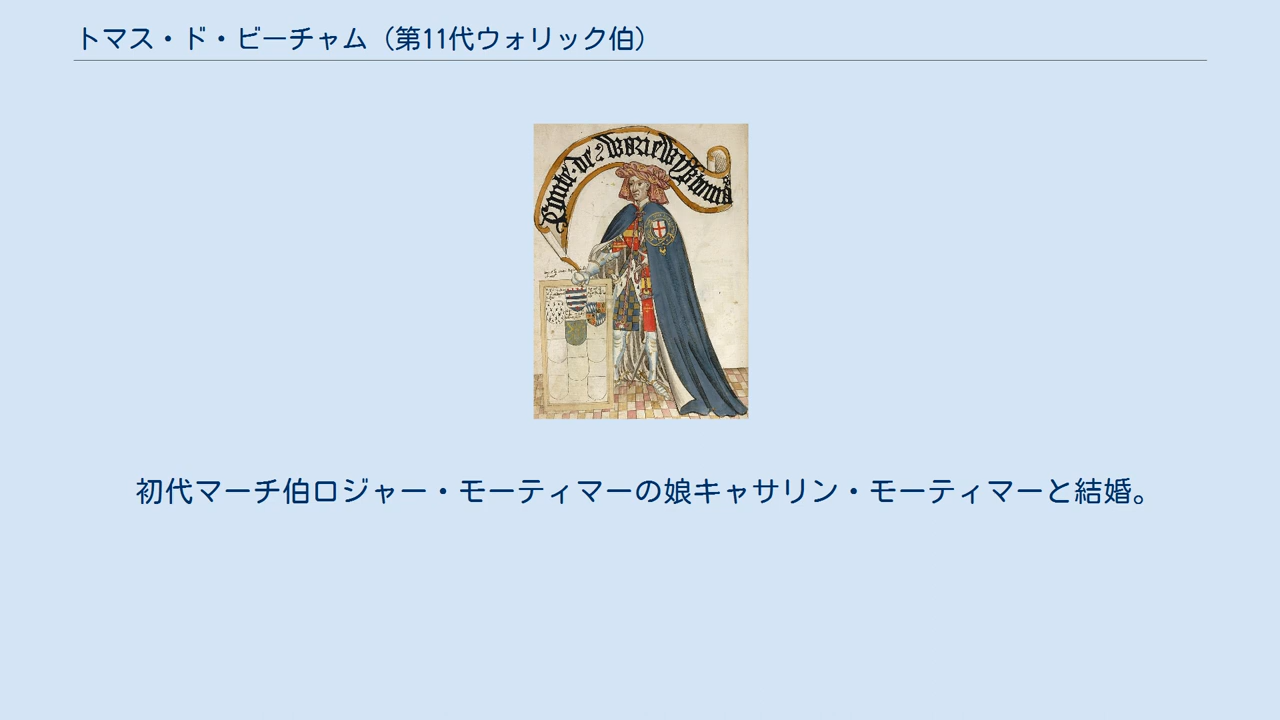 トマス・ド・ビーチャム（第11代ウォリック伯）
初代マーチ伯ロジャー・モーティマーの娘キャサリン・モーティマーと結婚。